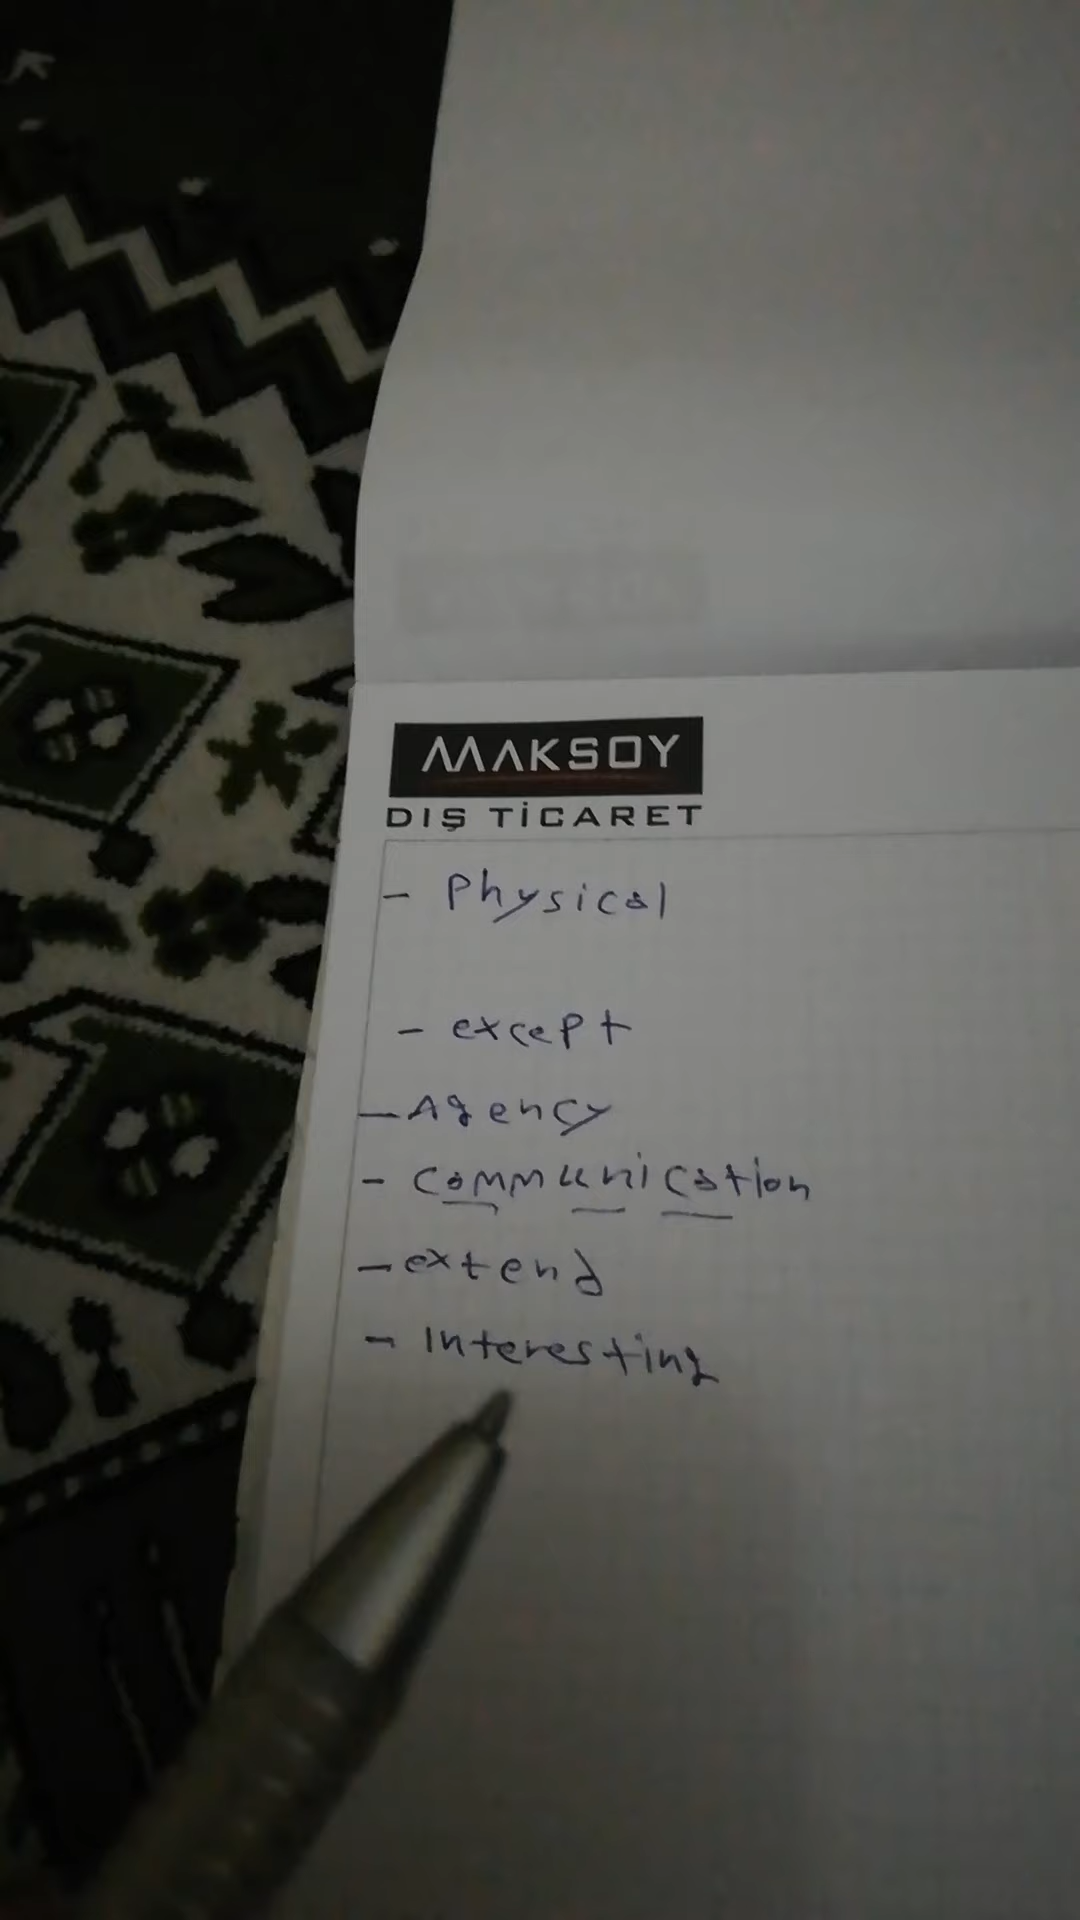 MAKSOY
DIŞ TİCARET
- Physical
- except
- Agency
- Communication
- extend
- Interesting